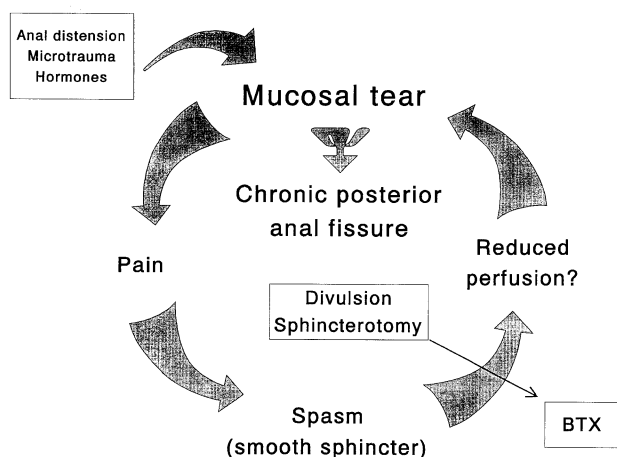 Anal distension
Microtrauma
Hormones
Mucosal tear
Chronic posterior
anal fissure
Pain
Reduced
perfusion?
Divulsion
Sphincterotomy
Spasm
(smooth sphincter)
BTX